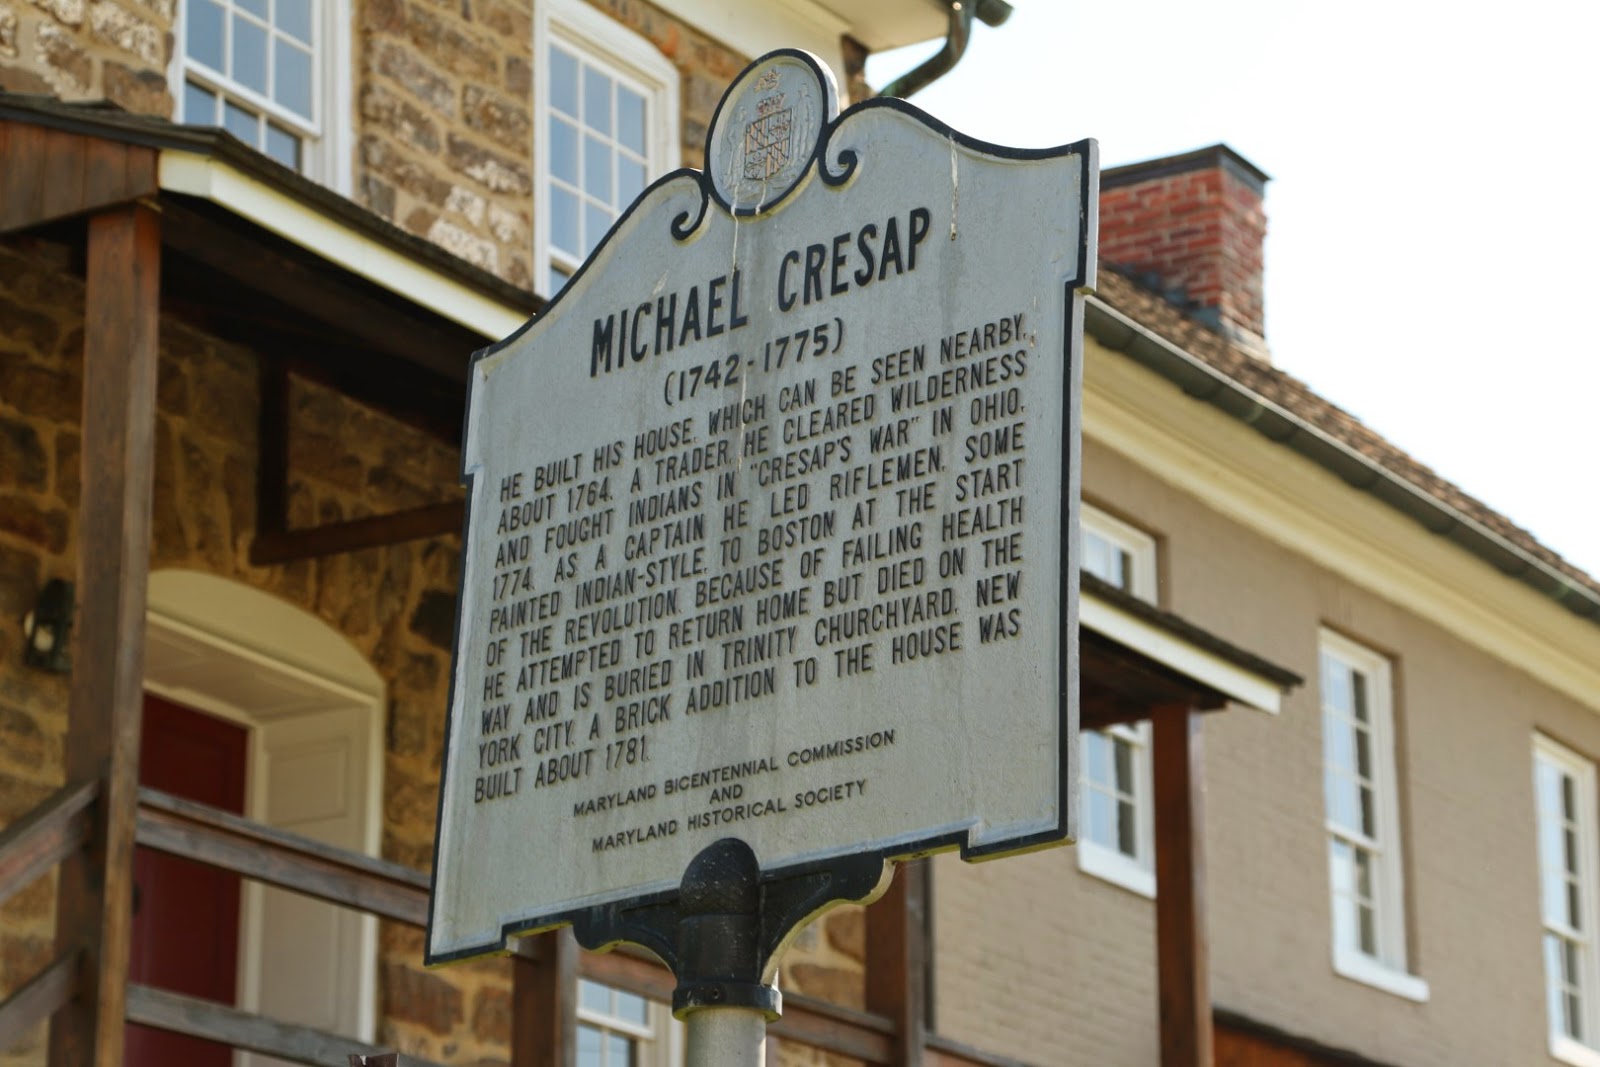 MICHAEL CRESAP
(1742-1775)
HE BUILT HIS HOUSE, WHICH CAN BE SEEN NEARBY,
ABOUT 1764. A TRADER, HE CLEARED WILDERNESS
AND FOUGHT INDIANS IN "CRESAP'S WAR" IN OHIO,
1774. AS A CAPTAIN HE LED RIFLEMEN, SOME
PAINTED INDIAN-STYLE, TO BOSTON AT THE START
OF THE REVOLUTION. BECAUSE OF FAILING HEALTH
HE ATTEMPTED TO RETURN HOME BUT DIED ON THE
WAY AND IS BURIED IN TRINITY CHURCHYARD, NEW
YORK CITY. A BRICK ADDITION TO THE HOUSE WAS
BUILT ABOUT 1781.
MARYLAND BICENTENNIAL COMMISSION
AND
MARYLAND HISTORICAL SOCIETY